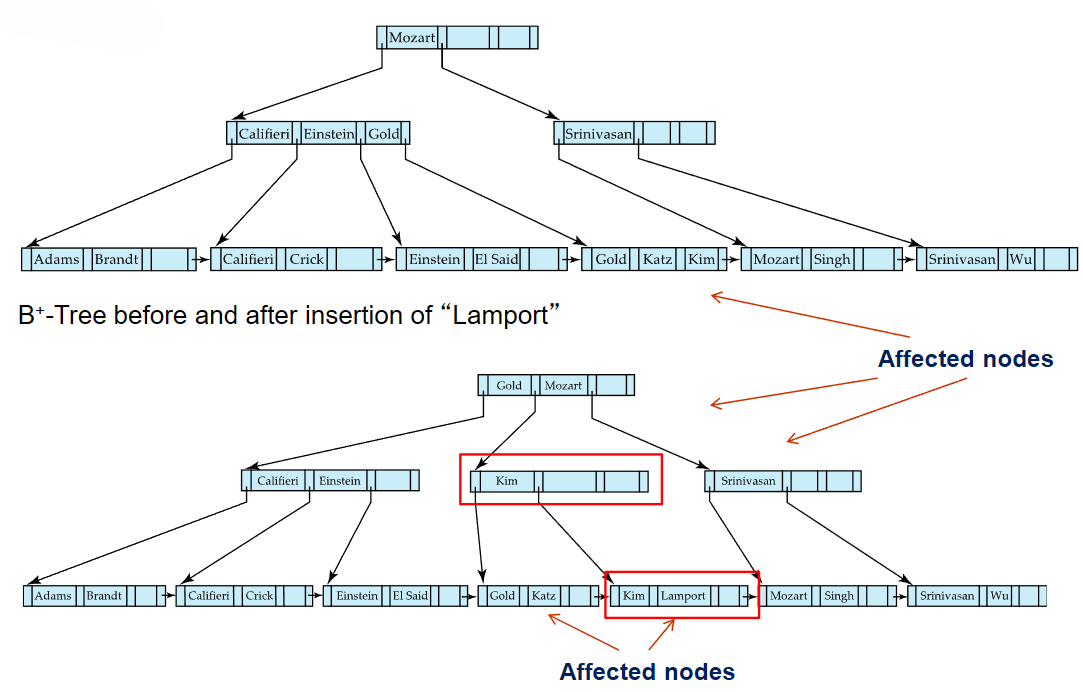 Mozart
Califieri Einstein Gold
Srinivasan
Adams Brandt
Califieri Crick
Einstein El Said
Gold Katz Kim
Mozart Singh
Srinivasan Wu
B⁺-Tree before and after insertion of “Lamport”
Affected nodes
Gold Mozart
Califieri Einstein
Kim
Srinivasan
Adams Brandt
Califieri Crick
Einstein El Said
Gold Katz
Kim Lamport
Mozart Singh
Srinivasan Wu
Affected nodes